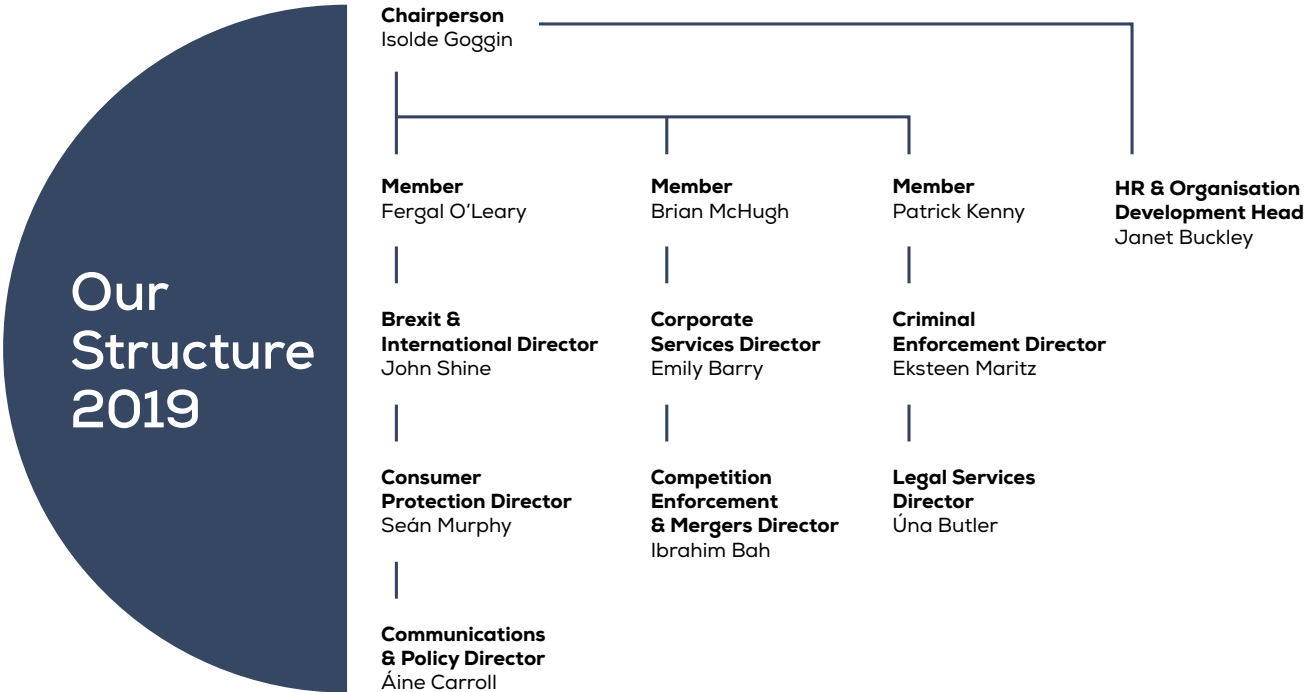 Our
Structure
2019
Chairperson
Isolde Goggin
Member
Fergal O’Leary
Member
Brian McHugh
Member
Patrick Kenny
HR & Organisation
Development Head
Janet Buckley
Brexit &
International Director
John Shine
Corporate
Services Director
Emily Barry
Criminal
Enforcement Director
Eksteen Maritz
Consumer
Protection Director
Seán Murphy
Competition
Enforcement
& Mergers Director
Ibrahim Bah
Legal Services
Director
Úna Butler
Communications
& Policy Director
Áine Carroll